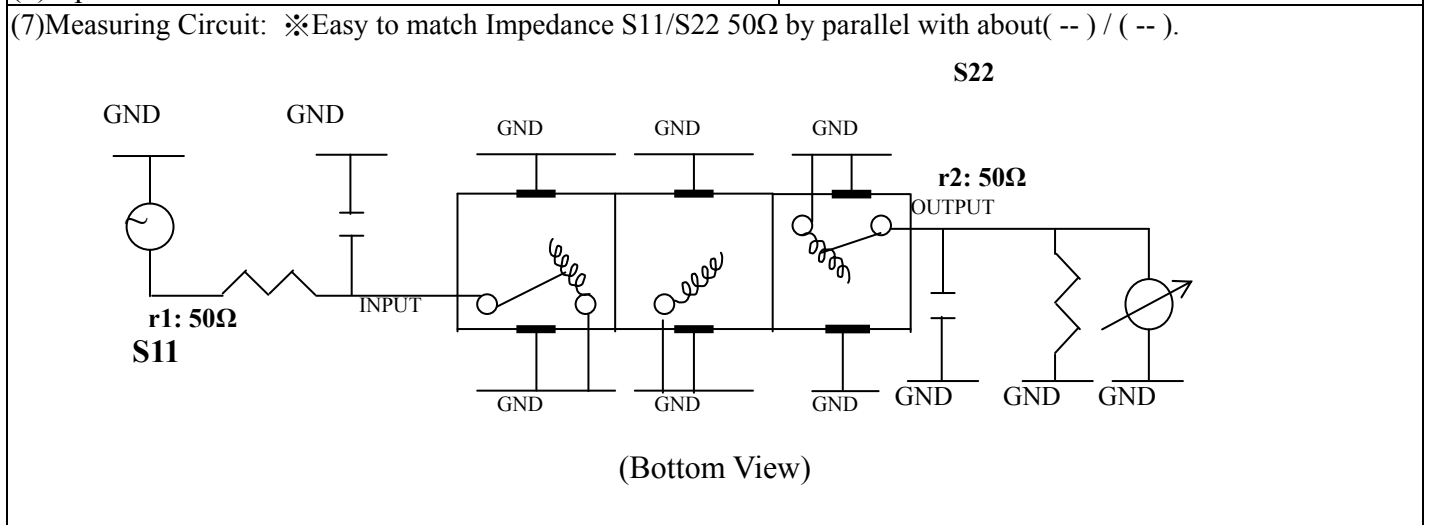 (7)Measuring Circuit: ※Easy to match Impedance S11/S22 50Ω by parallel with about( -- ) / ( -- ).
S22
GND GND GND GND GND
r2: 50Ω
OUTPUT
INPUT
r1: 50Ω
S11
GND GND GND GND GND GND
(Bottom View)